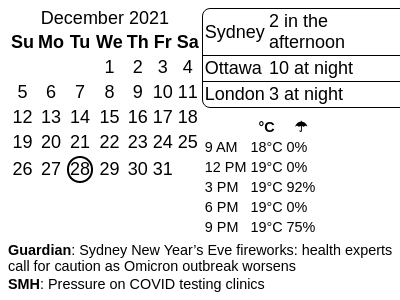 December 2021
Su Mo Tu We Th Fr Sa
1 2 3 4
5 6 7 8 9 10 11
12 13 14 15 16 17 18
19 20 21 22 23 24 25
26 27 28 29 30 31
Sydney 2 in the
afternoon
Ottawa 10 at night
London 3 at night
°C ☂
9 AM 18°C 0%
12 PM 19°C 0%
3 PM 19°C 92%
6 PM 19°C 0%
9 PM 19°C 75%
Guardian: Sydney New Year’s Eve fireworks: health experts
call for caution as Omicron outbreak worsens
SMH: Pressure on COVID testing clinics